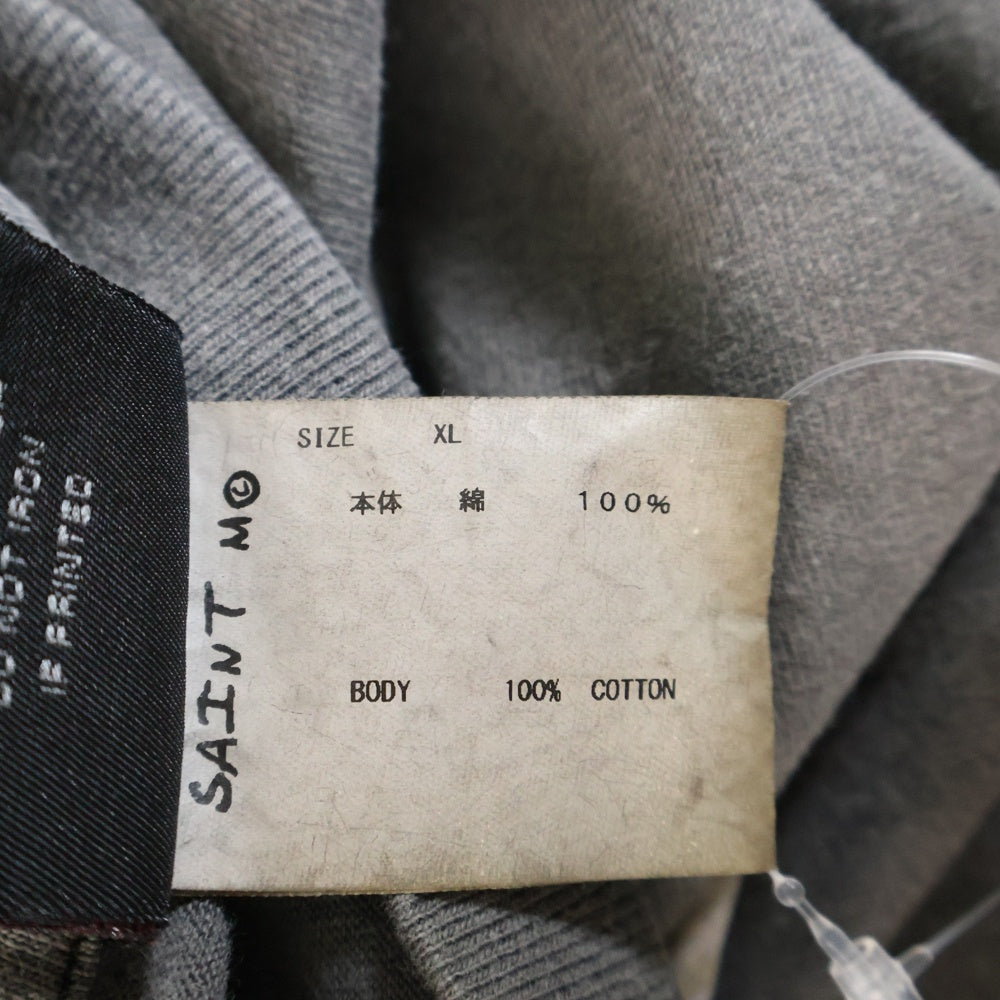 SIZE XL
本体 綿 100%
BODY 100% COTTON
SAINT M
DO NOT IRON
IF PRINTED